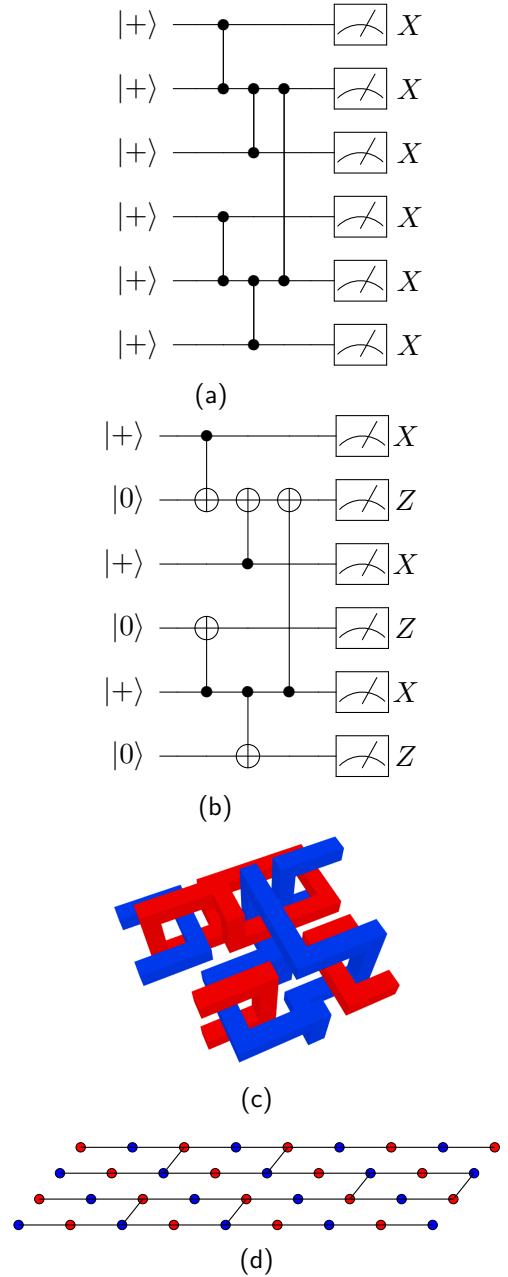 |+⟩ X
|+⟩ X
|+⟩ X
|+⟩ X
|+⟩ X
|+⟩ X
(a)
|+⟩ X
|0⟩ Z
|+⟩ X
|0⟩ Z
|+⟩ X
|0⟩ Z
(b)
(c)
(d)